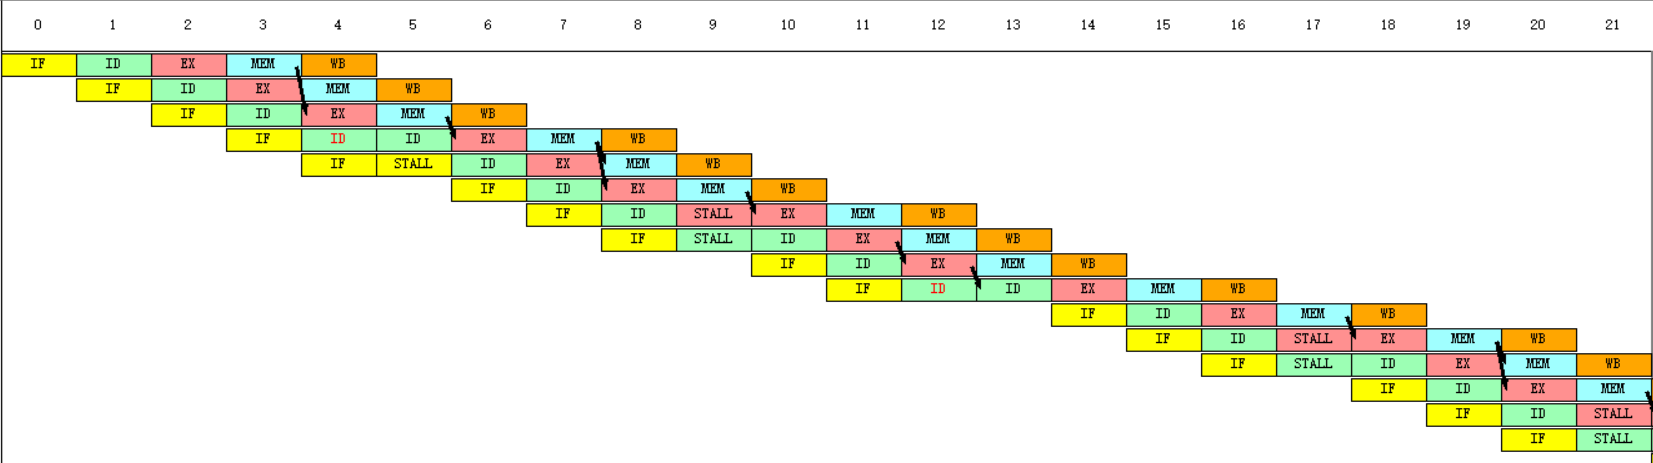 0 1 2 3 4 5 6 7 8 9 10 11 12 13 14 15 16 17 18 19 20 21
IF ID EX MEM WB
IF ID EX MEM WB
IF ID EX MEM WB
IF ID ID EX MEM WB
IF STALL ID EX MEM WB
IF ID EX MEM WB
IF ID STALL EX MEM WB
IF STALL ID EX MEM WB
IF ID EX MEM WB
IF ID ID EX MEM WB
IF ID EX MEM WB
IF ID STALL EX MEM WB
IF STALL ID EX MEM WB
IF ID EX MEM
IF ID STALL
IF STALL